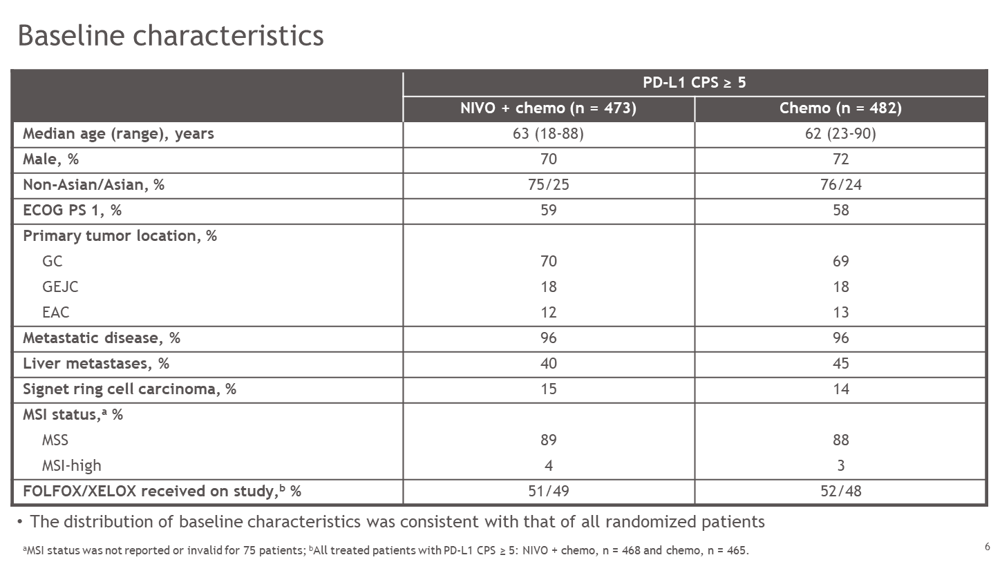 Baseline characteristics
PD-L1 CPS ≥ 5
NIVO + chemo (n = 473) Chemo (n = 482)
Median age (range), years 63 (18-88) 62 (23-90)
Male, % 70 72
Non-Asian/Asian, % 75/25 76/24
ECOG PS 1, % 59 58
Primary tumor location, %
GC 70 69
GEJC 18 18
EAC 12 13
Metastatic disease, % 96 96
Liver metastases, % 40 45
Signet ring cell carcinoma, % 15 14
MSI status,ᵃ %
MSS 89 88
MSI-high 4 3
FOLFOX/XELOX received on study,ᵇ % 51/49 52/48
• The distribution of baseline characteristics was consistent with that of all randomized patients
ᵃMSI status was not reported or invalid for 75 patients; ᵇAll treated patients with PD-L1 CPS ≥ 5: NIVO + chemo, n = 468 and chemo, n = 465.
6